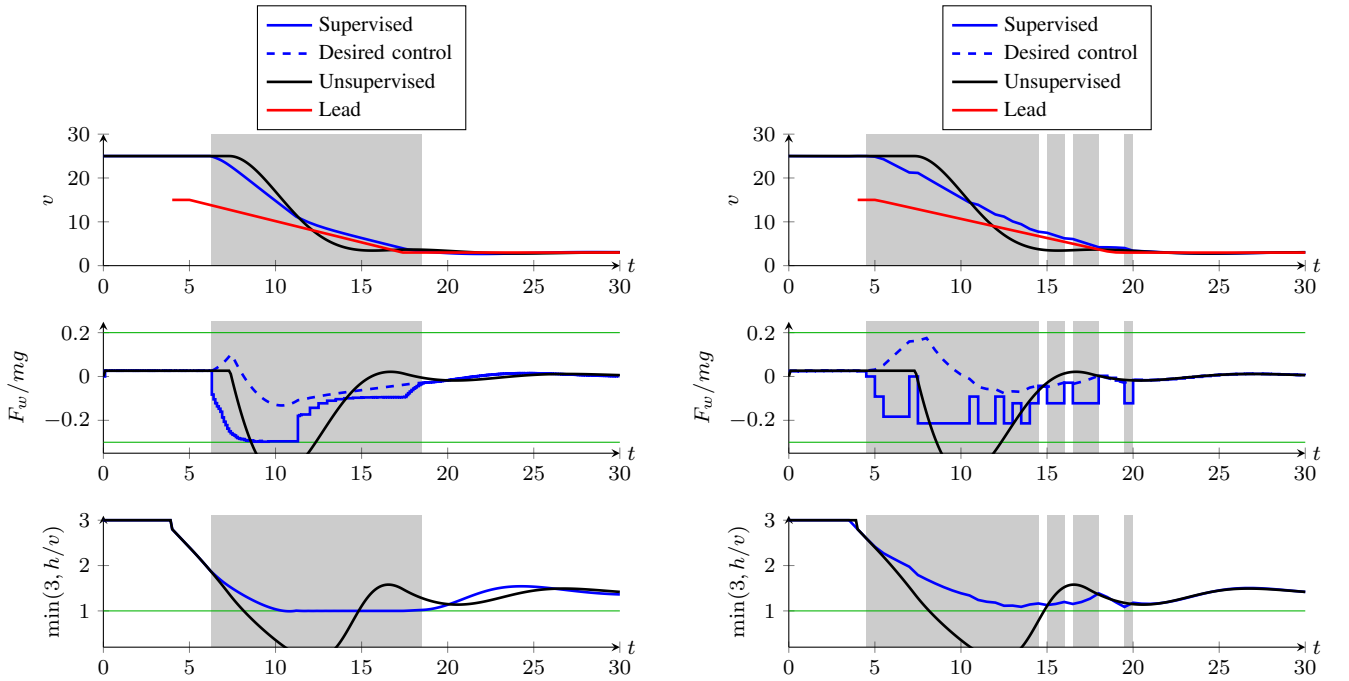 Supervised
Desired control
Unsupervised
Lead
30
20
10
0
v
0 5 10 15 20 25 30 t
0.2
0
−0.2
F_w/mg
0 5 10 15 20 25 30 t
3
2
1
min(3, h/v)
0 5 10 15 20 25 30 t
Supervised
Desired control
Unsupervised
Lead
30
20
10
0
v
0 5 10 15 20 25 30 t
0.2
0
−0.2
F_w/mg
0 5 10 15 20 25 30 t
3
2
1
min(3, h/v)
0 5 10 15 20 25 30 t